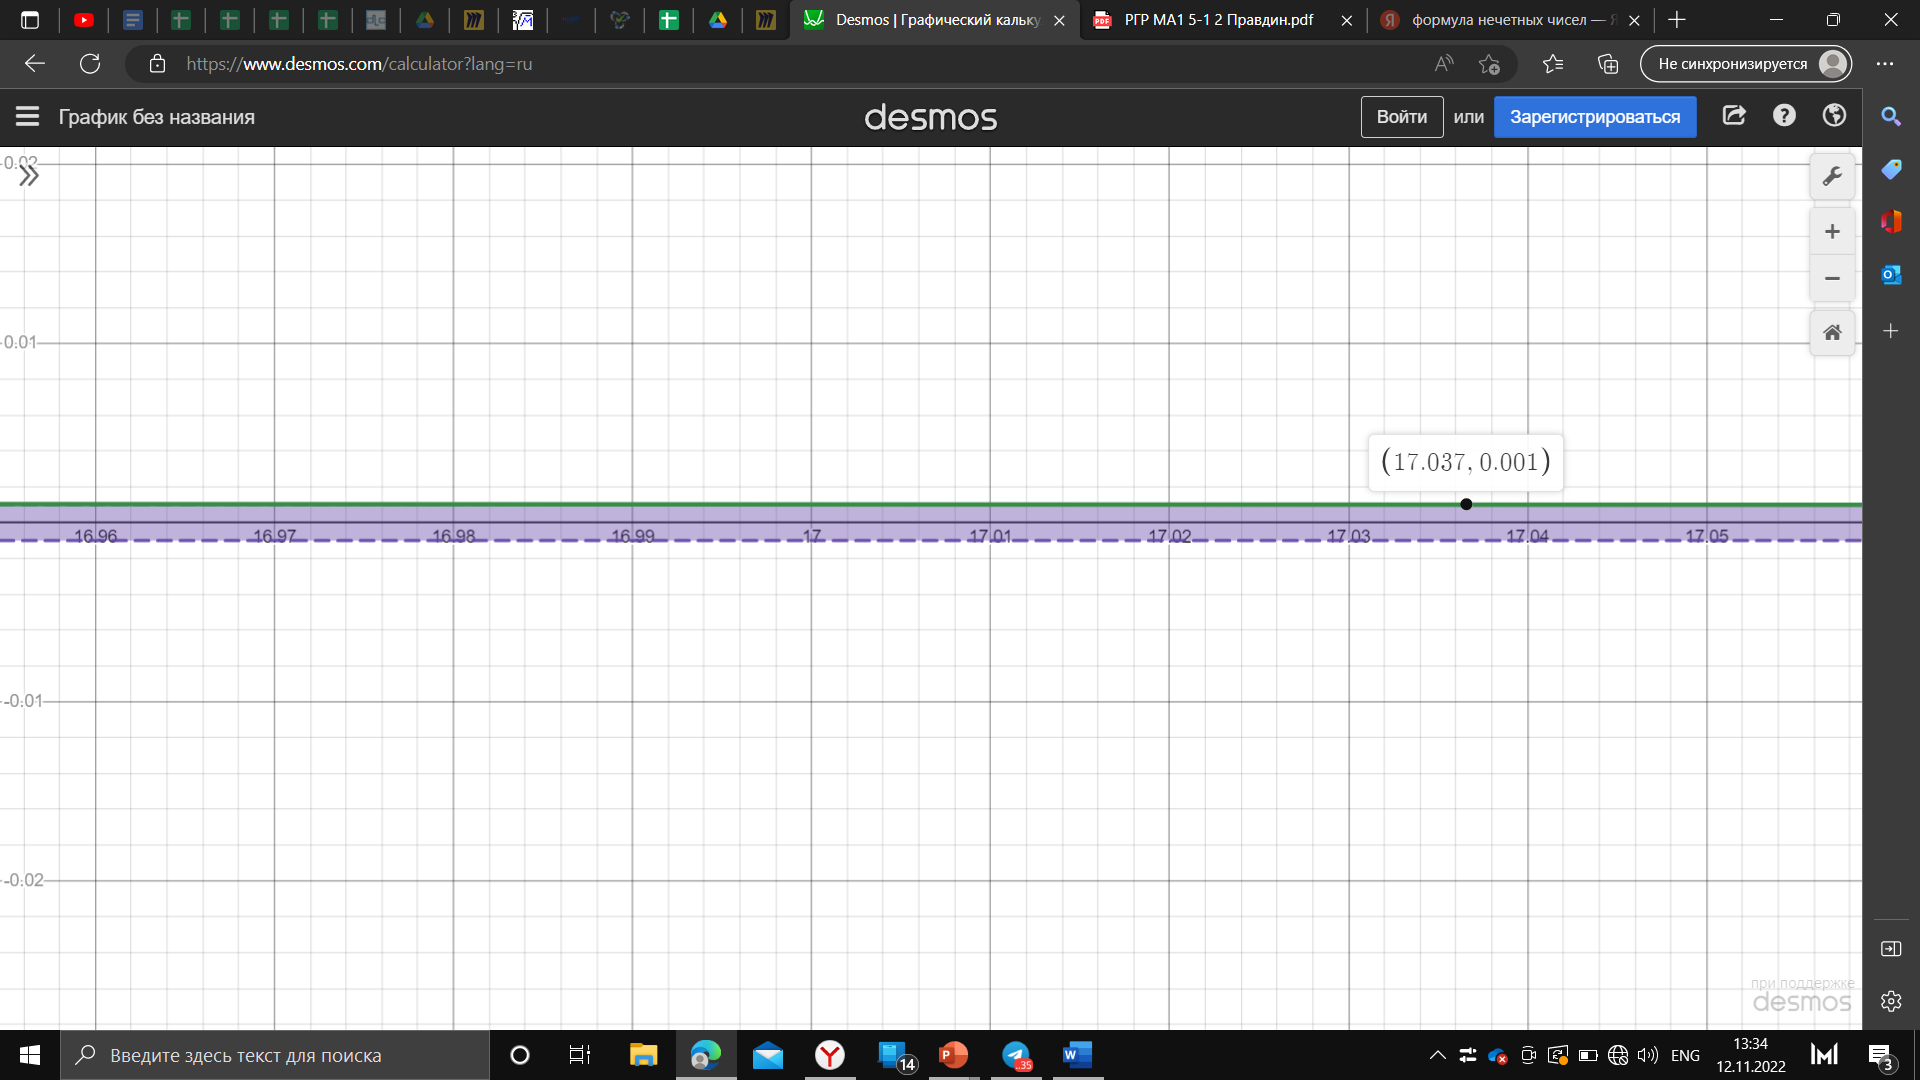 Desmos | Графический кальку
РГР МА1 5-1 2 Правдин.pdf
формула нечетных чисел — Я
https://www.desmos.com/calculator?lang=ru
Не синхронизируется
График без названия
desmos
Войти
или
Зарегистрироваться
0.02
0.01
(17.037, 0.001)
16.96
16.97
16.98
16.99
17
17.01
17.02
17.03
17.04
17.05
-0.01
-0.02
при поддержке
desmos
Введите здесь текст для поиска
14
35
ENG
13:34
12.11.2022
3